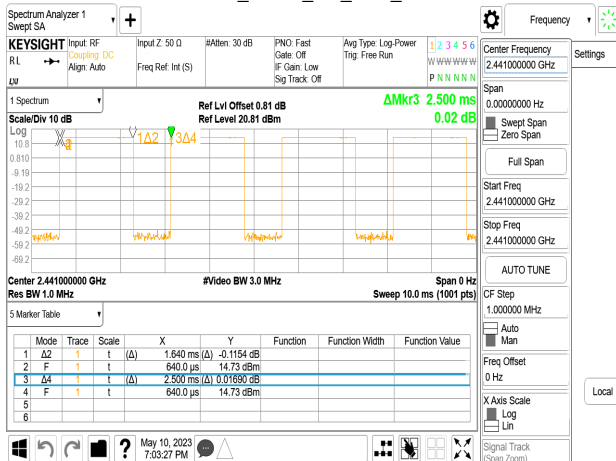 Spectrum Analyzer 1
Swept SA
Frequency
KEYSIGHT
RL
LXI
Input: RF
Coupling: DC
Align: Auto
Input Z: 50 Ω
Freq Ref: Int (S)
#Atten: 30 dB
PNO: Fast
Gate: Off
IF Gain: Low
Sig Track: Off
Avg Type: Log-Power
Trig: Free Run
1 2 3 4 5 6
W W W W W W
P N N N N N
1 Spectrum
Scale/Div 10 dB
Ref Lvl Offset 0.81 dB
Ref Level 20.81 dBm
ΔMkr3 2.500 ms
0.02 dB
Log
10.8
0.810
-9.19
-19.2
-29.2
-39.2
-49.2
-59.2
-69.2
1Δ2
3Δ4
Center 2.441000000 GHz
Res BW 1.0 MHz
#Video BW 3.0 MHz
Span 0 Hz
Sweep 10.0 ms (1001 pts)
5 Marker Table
Mode Trace Scale X Y Function Function Width Function Value
1 Δ2 1 t (Δ) 1.640 ms (Δ) -0.1154 dB
2 F 1 t 640.0 µs 14.73 dBm
3 Δ4 1 t (Δ) 2.500 ms (Δ) 0.01690 dB
4 F 1 t 640.0 µs 14.73 dBm
5
6
May 10, 2023
7:03:27 PM
Center Frequency
2.441000000 GHz
Settings
Span
0.00000000 Hz
Swept Span
Zero Span
Full Span
Start Freq
2.441000000 GHz
Stop Freq
2.441000000 GHz
AUTO TUNE
CF Step
1.000000 MHz
Auto
Man
Freq Offset
0 Hz
X Axis Scale
Log
Lin
Local
Signal Track
(Span Zoom)